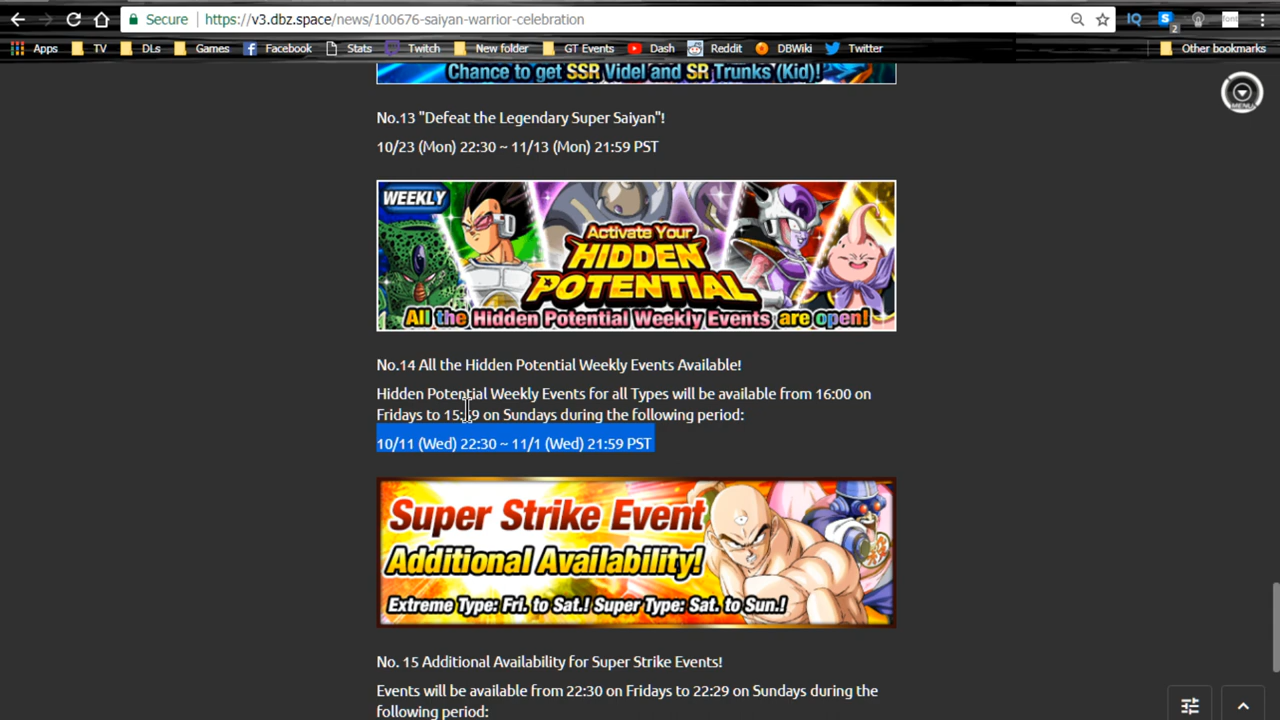 Secure
https://v3.dbz.space/news/100676-saiyan-warrior-celebration
IQ
S
2
font
Apps
TV
DLs
Games
Facebook
Stats
Twitch
New folder
GT Events
Dash
Reddit
DBWiki
Twitter
Other bookmarks
Chance to get SSR Videl and SR Trunks (Kid)!
MENU
No.13 "Defeat the Legendary Super Saiyan"!
10/23 (Mon) 22:30 ~ 11/13 (Mon) 21:59 PST
WEEKLY
Activate Your
HIDDEN
POTENTIAL
All the Hidden Potential Weekly Events are open!
No.14 All the Hidden Potential Weekly Events Available!
Hidden Potential Weekly Events for all Types will be available from 16:00 on
Fridays to 15:59 on Sundays during the following period:
10/11 (Wed) 22:30 ~ 11/1 (Wed) 21:59 PST
Super Strike Event
Additional Availability!
Extreme Type: Fri. to Sat.! Super Type: Sat. to Sun.!
No. 15 Additional Availability for Super Strike Events!
Events will be available from 22:30 on Fridays to 22:29 on Sundays during the
following period: